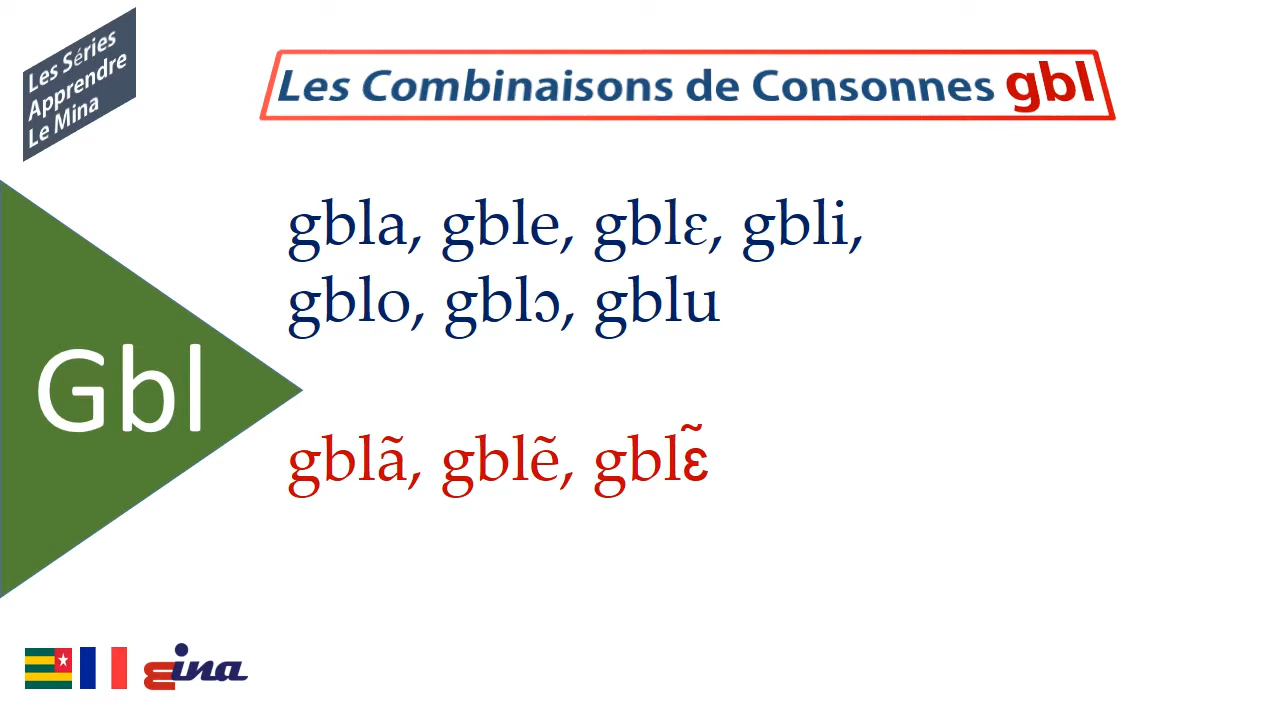 Les Séries
Apprendre
Le Mina
Les Combinaisons de Consonnes gbl
gbla, gble, gblɛ, gbli,
gblo, gblɔ, gblu
Gbl
gblã, gblẽ, gblɛ̃
mina